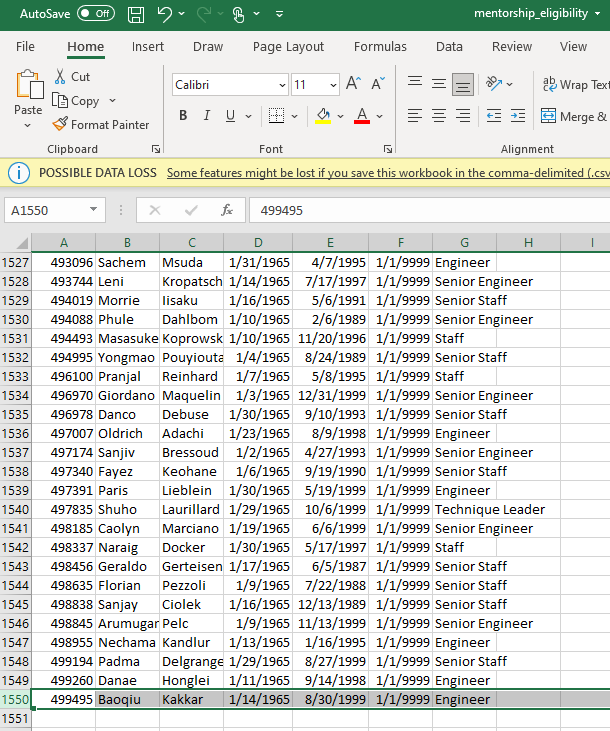 AutoSave Off mentorship_eligibility
File Home Insert Draw Page Layout Formulas Data Review View
Cut
Copy
Format Painter
Paste
Calibri 11
B I U
Wrap Text
Merge &
Clipboard Font Alignment
POSSIBLE DATA LOSS Some features might be lost if you save this workbook in the comma-delimited (.csv
A1550 fx 499495
A B C D E F G H I
1527 493096 Sachem Msuda 1/31/1965 4/7/1995 1/1/9999 Engineer
1528 493744 Leni Kropatsch 1/14/1965 7/17/1997 1/1/9999 Senior Engineer
1529 494019 Morrie Iisaku 1/16/1965 5/6/1991 1/1/9999 Senior Staff
1530 494088 Phule Dahlbom 1/10/1965 2/6/1989 1/1/9999 Senior Engineer
1531 494493 Masasuke Koprowsk 1/10/1965 11/20/1996 1/1/9999 Staff
1532 494995 Yongmao Pouyiouta 1/4/1965 8/24/1989 1/1/9999 Senior Staff
1533 496100 Pranjal Reinhard 1/7/1965 5/8/1995 1/1/9999 Staff
1534 496970 Giordano Maquelin 1/3/1965 12/31/1999 1/1/9999 Senior Engineer
1535 496978 Danco Debuse 1/30/1965 9/10/1993 1/1/9999 Senior Staff
1536 497007 Oldrich Adachi 1/23/1965 8/9/1998 1/1/9999 Engineer
1537 497174 Sanjiv Bressoud 1/2/1965 4/27/1993 1/1/9999 Senior Engineer
1538 497340 Fayez Keohane 1/6/1965 9/19/1990 1/1/9999 Senior Staff
1539 497391 Paris Lieblein 1/30/1965 5/19/1999 1/1/9999 Engineer
1540 497835 Shuho Laurillard 1/29/1965 10/6/1999 1/1/9999 Technique Leader
1541 498185 Caolyn Marciano 1/19/1965 6/6/1999 1/1/9999 Senior Engineer
1542 498337 Naraig Docker 1/30/1965 5/17/1997 1/1/9999 Staff
1543 498456 Geraldo Gerteisen 1/17/1965 6/5/1987 1/1/9999 Senior Staff
1544 498635 Florian Pezzoli 1/9/1965 7/22/1988 1/1/9999 Senior Staff
1545 498838 Sanjay Ciolek 1/16/1965 12/13/1989 1/1/9999 Senior Staff
1546 498845 Arumugar Pelc 1/9/1965 11/13/1999 1/1/9999 Senior Engineer
1547 498955 Nechama Kandlur 1/13/1965 1/16/1995 1/1/9999 Engineer
1548 499194 Padma Delgrange 1/29/1965 8/27/1999 1/1/9999 Senior Staff
1549 499260 Danae Honglei 1/11/1965 9/14/1998 1/1/9999 Engineer
1550 499495 Baoqiu Kakkar 1/14/1965 8/30/1999 1/1/9999 Engineer
1551